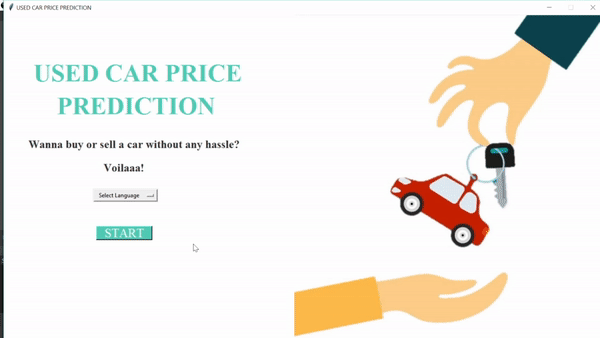 USED CAR PRICE PREDICTION
USED CAR PRICE
PREDICTION
Wanna buy or sell a car without any hassle?
Voilaaa!
Select Language
START